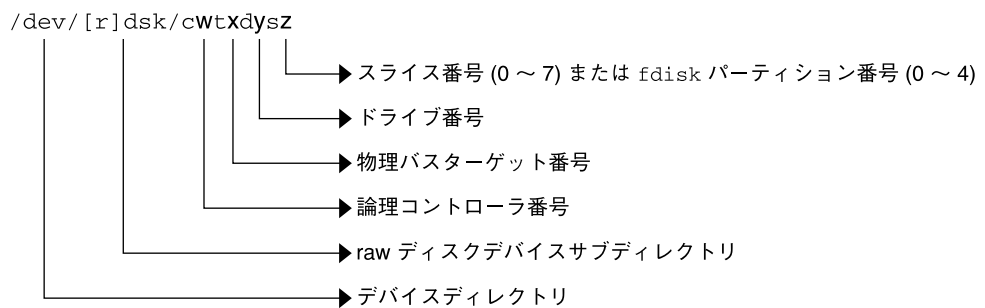 /dev/[r]dsk/cwtxdysz
スライス番号 (0 ～ 7) または fdisk パーティション番号 (0 ～ 4)
ドライブ番号
物理バスターゲット番号
論理コントローラ番号
raw ディスクデバイスサブディレクトリ
デバイスディレクトリ